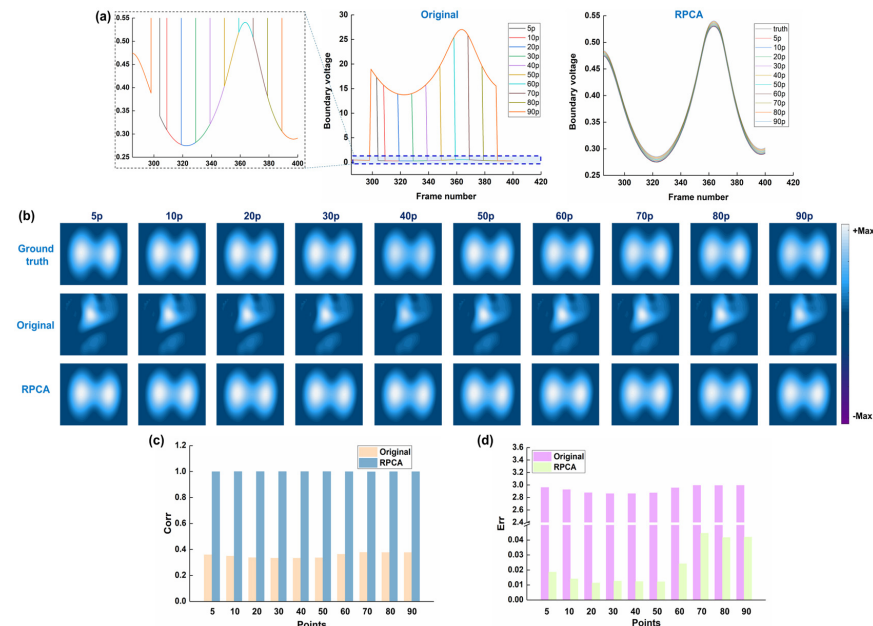 (a)
0.55
0.50
0.45
0.40
0.35
0.30
0.25
300
320
340
360
380
400
Original
Boundary voltage
30
25
20
15
10
5
0
300
320
340
360
380
400
420
Frame number
5p
10p
20p
30p
40p
50p
60p
70p
80p
90p
RPCA
Boundary voltage
0.55
0.50
0.45
0.40
0.35
0.30
0.25
300
320
340
360
380
400
420
Frame number
truth
5p
10p
20p
30p
40p
50p
60p
70p
80p
90p
(b)
5p 10p 20p 30p 40p 50p 60p 70p 80p 90p
Ground
truth
Original
RPCA
+Max
-Max
(c)
Corr
1.2
1.0
0.8
0.6
0.4
0.2
0.0
Original
RPCA
5 10 20 30 40 50 60 70 80 90
Points
(d)
Err
3.6
3.4
3.2
3.0
2.8
2.6
2.4
0.04
0.03
0.02
0.01
0.00
Original
RPCA
5 10 20 30 40 50 60 70 80 90
Points